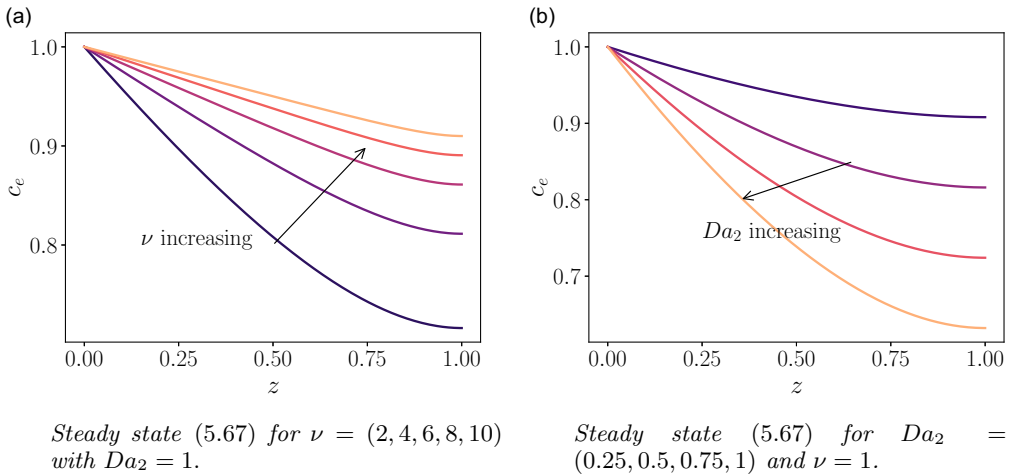 (a)
1.0
0.9
0.8
c_e
ν increasing
0.00 0.25 0.50 0.75 1.00
z
Steady state (5.67) for ν = (2, 4, 6, 8, 10)
with Da₂ = 1.
(b)
1.0
0.9
0.8
0.7
c_e
Da₂ increasing
0.00 0.25 0.50 0.75 1.00
z
Steady state (5.67) for Da₂ =
(0.25, 0.5, 0.75, 1) and ν = 1.